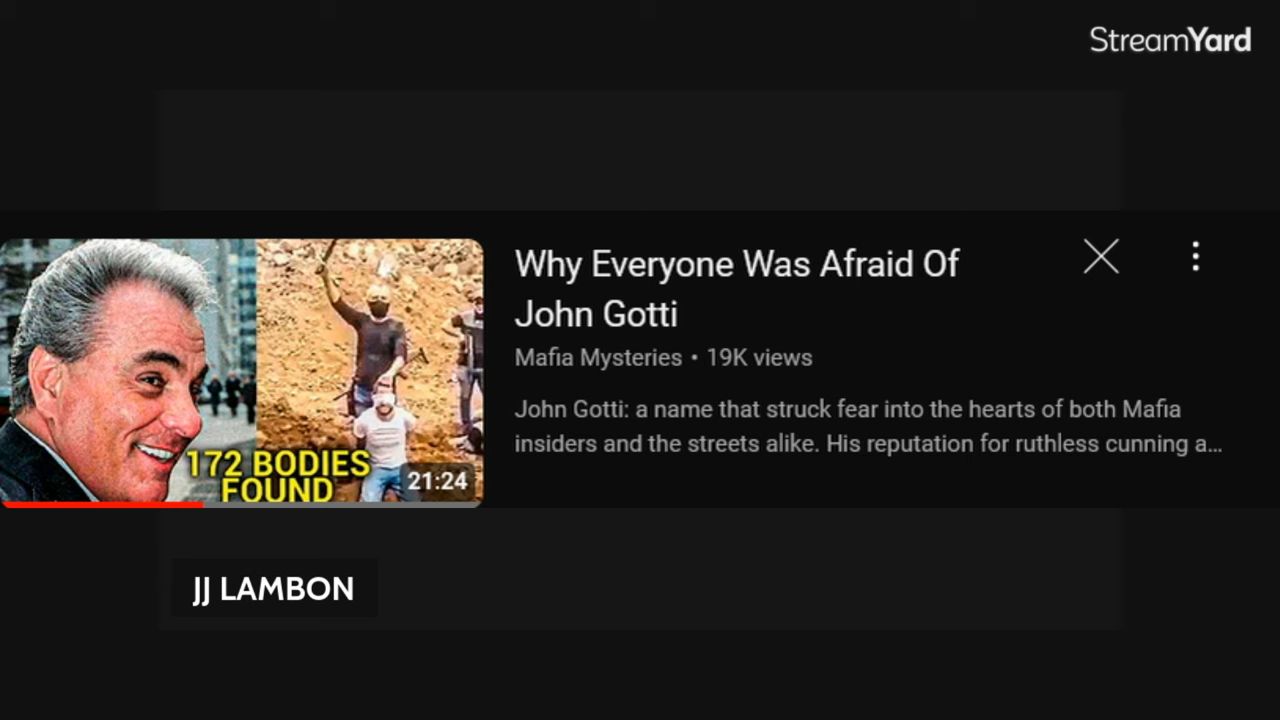 StreamYard
Why Everyone Was Afraid Of
John Gotti
Mafia Mysteries • 19K views
John Gotti: a name that struck fear into the hearts of both Mafia
insiders and the streets alike. His reputation for ruthless cunning a...
172 BODIES
FOUND
21:24
JJ LAMBON